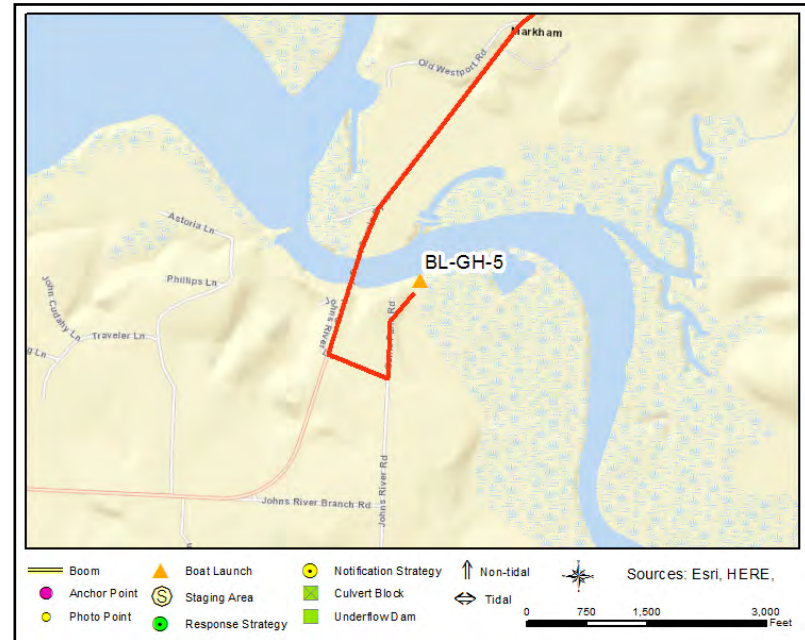 Markham
Old Westport Rd
Astoria Ln
BL-GH-5
Phillips Ln
John Cudahy Ln
Traveler Ln
Johns River
Johns River Rd
Johns River Branch Rd
Boom
Boat Launch
Notification Strategy
Non-tidal
Sources: Esri, HERE,
Anchor Point
S
Staging Area
Culvert Block
Tidal
Photo Point
Response Strategy
Underflow Dam
0 750 1,500 3,000
Feet